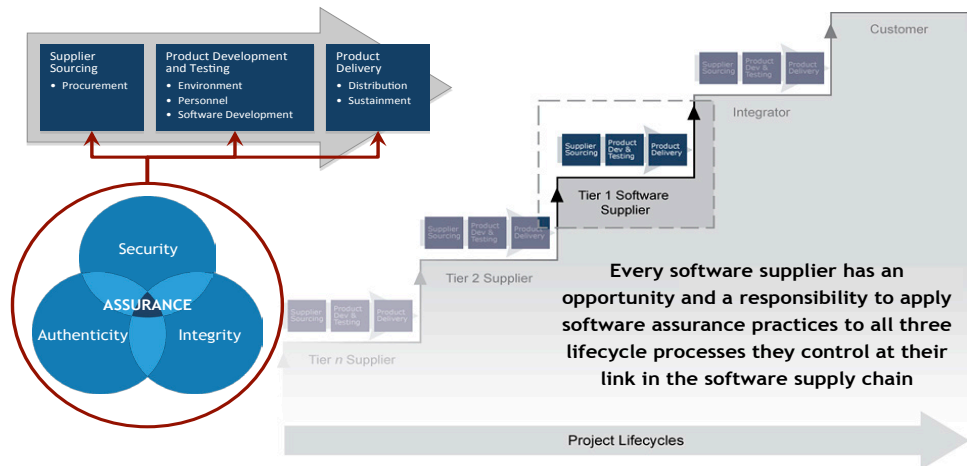 Supplier
Sourcing
• Procurement
Product Development
and Testing
• Environment
• Personnel
• Software Development
Product
Delivery
• Distribution
• Sustainment
Security
ASSURANCE
Authenticity
Integrity
Customer
Supplier
Sourcing
Product
Dev &
Testing
Product
Delivery
Integrator
Supplier
Sourcing
Product
Dev &
Testing
Product
Delivery
Tier 1 Software
Supplier
Supplier
Sourcing
Product
Dev &
Testing
Product
Delivery
Tier 2 Supplier
Supplier
Sourcing
Product
Dev &
Testing
Product
Delivery
Tier n Supplier
Every software supplier has an
opportunity and a responsibility to apply
software assurance practices to all three
lifecycle processes they control at their
link in the software supply chain
Project Lifecycles